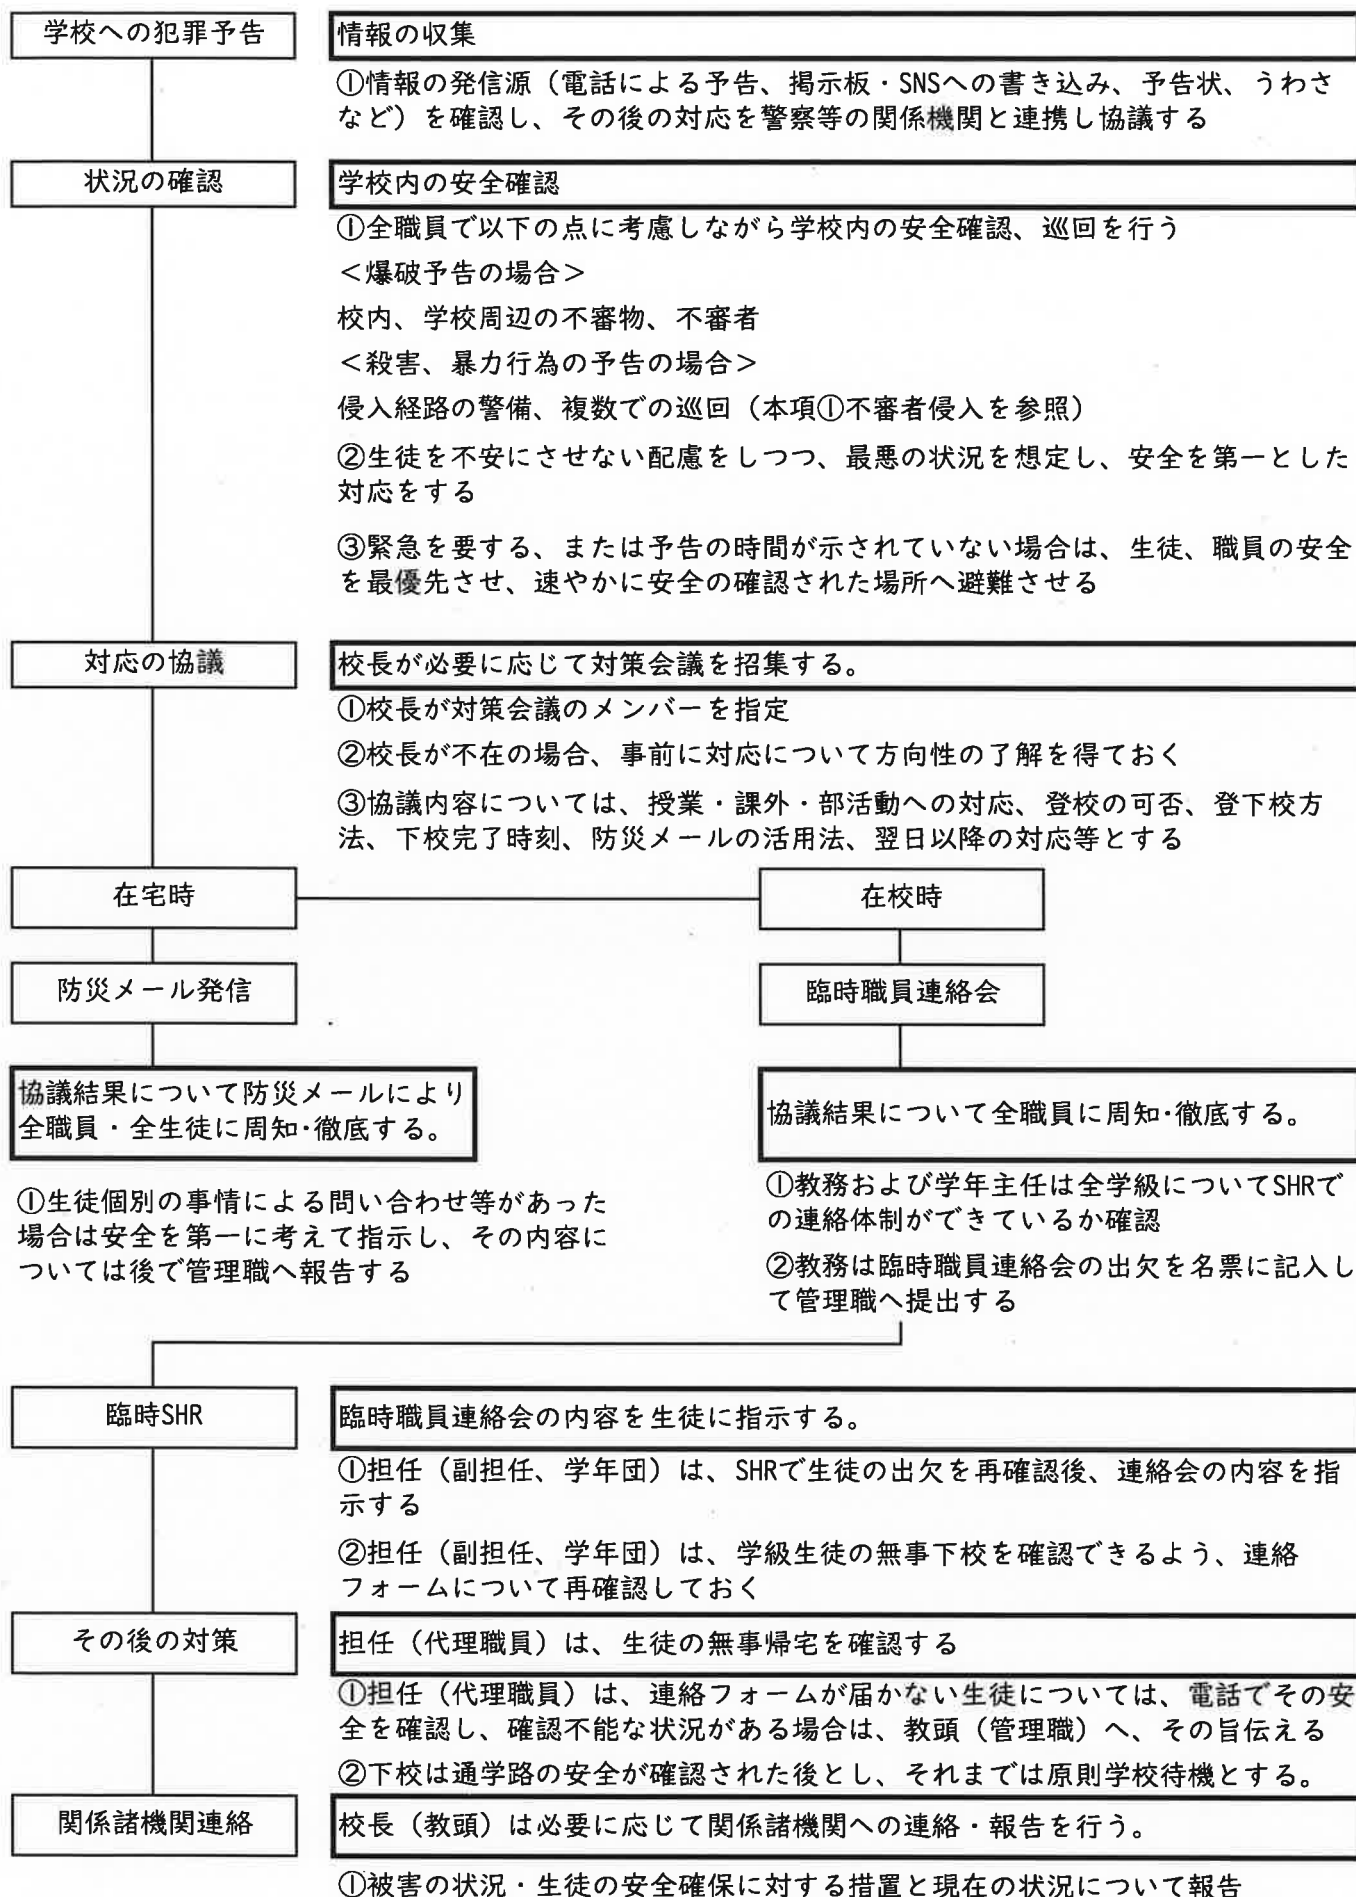 学校への犯罪予告
情報の収集
①情報の発信源（電話による予告、掲示板・SNSへの書き込み、予告状、うわさ
など）を確認し、その後の対応を警察等の関係機関と連携し協議する
状況の確認
学校内の安全確認
①全職員で以下の点に考慮しながら学校内の安全確認、巡回を行う
＜爆破予告の場合＞
校内、学校周辺の不審物、不審者
＜殺害、暴力行為の予告の場合＞
侵入経路の警備、複数での巡回（本項①不審者侵入を参照）
②生徒を不安にさせない配慮をしつつ、最悪の状況を想定し、安全を第一とした
対応をする
③緊急を要する、または予告の時間が示されていない場合は、生徒、職員の安全
を最優先させ、速やかに安全の確認された場所へ避難させる
対応の協議
校長が必要に応じて対策会議を招集する。
①校長が対策会議のメンバーを指定
②校長が不在の場合、事前に対応について方向性の了解を得ておく
③協議内容については、授業・課外・部活動への対応、登校の可否、登下校方
法、下校完了時刻、防災メールの活用法、翌日以降の対応等とする
在宅時
在校時
防災メール発信
臨時職員連絡会
協議結果について防災メールにより
全職員・全生徒に周知･徹底する。
協議結果について全職員に周知･徹底する。
①生徒個別の事情による問い合わせ等があった
場合は安全を第一に考えて指示し、その内容に
ついては後で管理職へ報告する
①教務および学年主任は全学級についてSHRで
の連絡体制ができているか確認
②教務は臨時職員連絡会の出欠を名票に記入し
て管理職へ提出する
臨時SHR
臨時職員連絡会の内容を生徒に指示する。
①担任（副担任、学年団）は、SHRで生徒の出欠を再確認後、連絡会の内容を指
示する
②担任（副担任、学年団）は、学級生徒の無事下校を確認できるよう、連絡
フォームについて再確認しておく
その後の対策
担任（代理職員）は、生徒の無事帰宅を確認する
①担任（代理職員）は、連絡フォームが届かない生徒については、電話でその安
全を確認し、確認不能な状況がある場合は、教頭（管理職）へ、その旨伝える
②下校は通学路の安全が確認された後とし、それまでは原則学校待機とする。
関係諸機関連絡
校長（教頭）は必要に応じて関係諸機関への連絡・報告を行う。
①被害の状況・生徒の安全確保に対する措置と現在の状況について報告